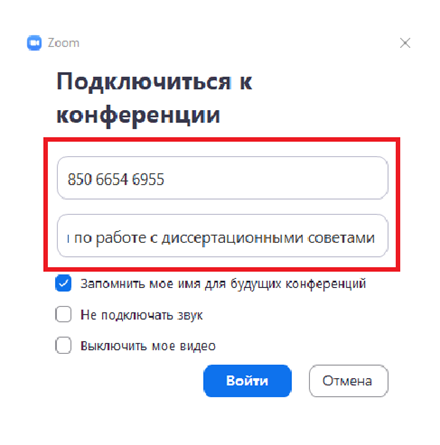 Zoom
Подключиться к
конференции
850 6654 6955
по работе с диссертационными советами
Запомнить мое имя для будущих конференций
Не подключать звук
Выключить мое видео
Войти
Отмена